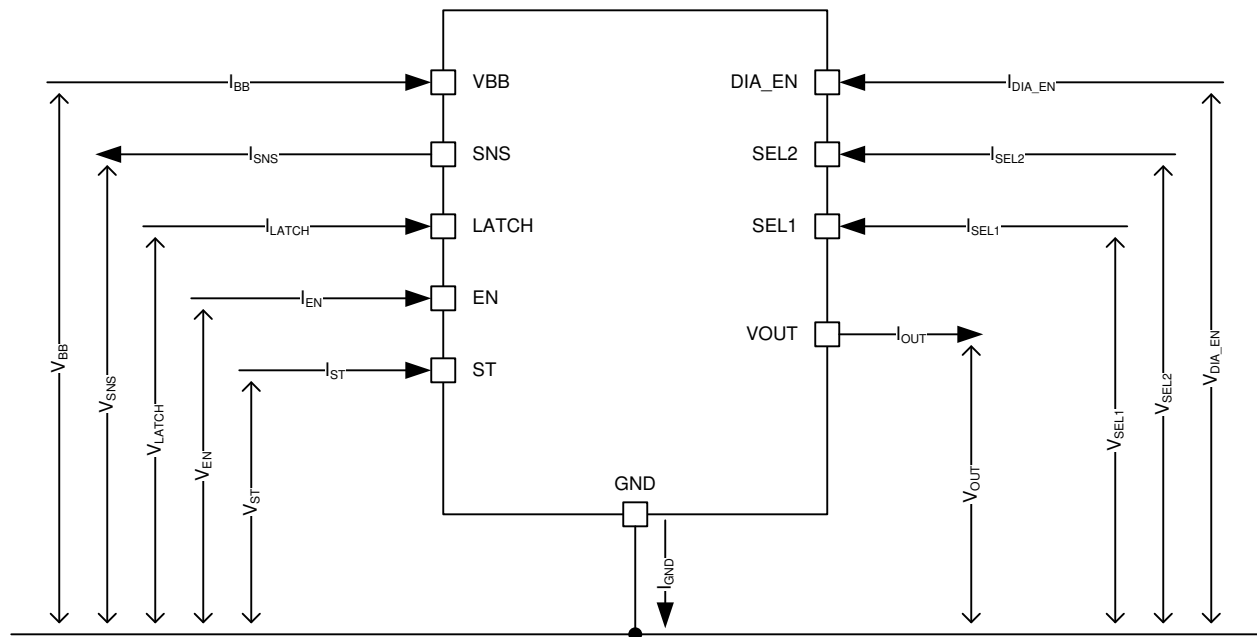 I_BB VBB DIA_EN I_DIA_EN
I_SNS SNS SEL2 I_SEL2
I_LATCH LATCH SEL1 I_SEL1
I_EN EN
VOUT I_OUT
I_ST ST
V_BB
V_SNS
V_LATCH
V_EN
V_ST
GND
I_GND
V_OUT
V_SEL1
V_SEL2
V_DIA_EN